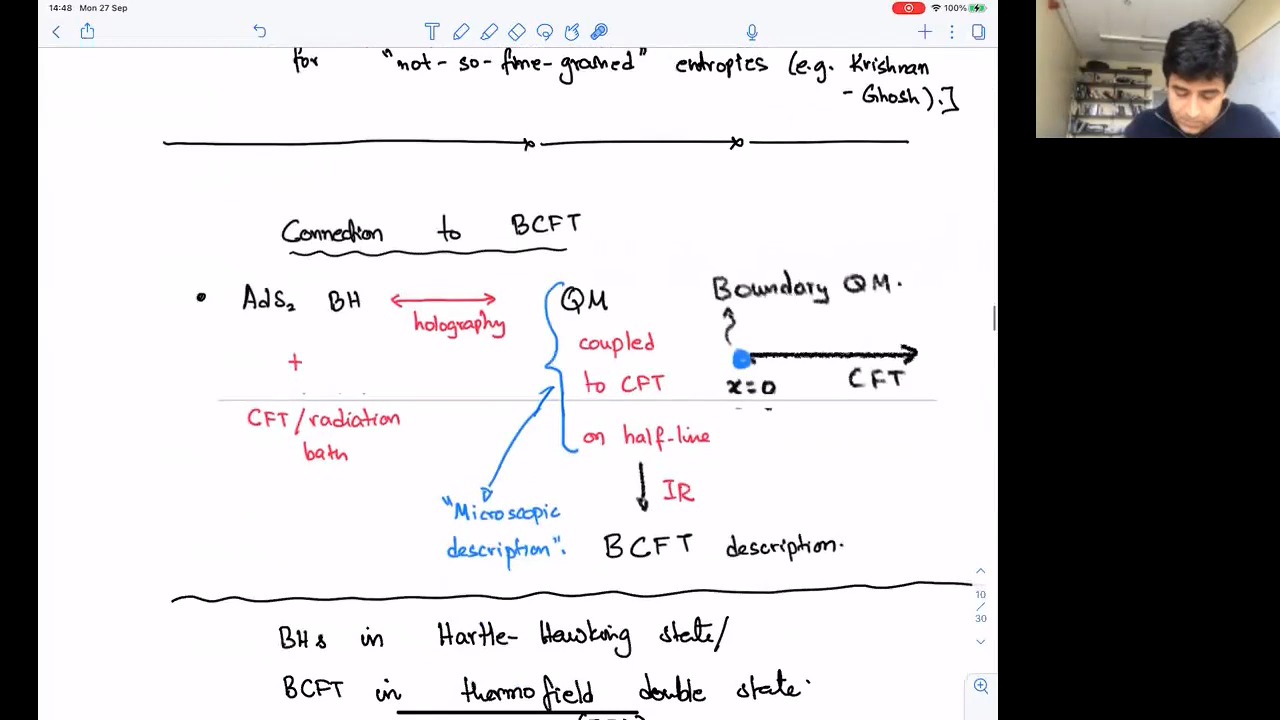 14:48 Mon 27 Sep
100%
for "not-so-fine-grained" entropies (e.g. Krishnan
- Ghosh).]
Connection to BCFT
• AdS₂ BH
holography
QM
Boundary QM.
+
coupled
to CFT
x=0
CFT
CFT/radiation
bath
on half-line
IR
"Microscopic
description".
BCFT description.
BHs in Hartle-Hawking state/
BCFT in thermofield double state.
10
/
30